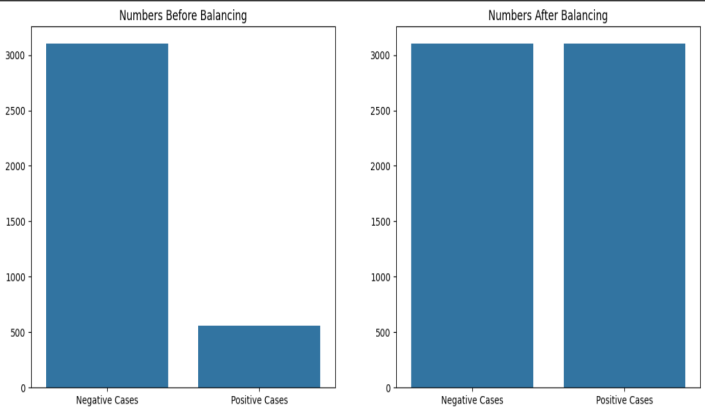 Numbers Before Balancing
3000
2500
2000
1500
1000
500
0
Negative Cases
Positive Cases
Numbers After Balancing
3000
2500
2000
1500
1000
500
0
Negative Cases
Positive Cases